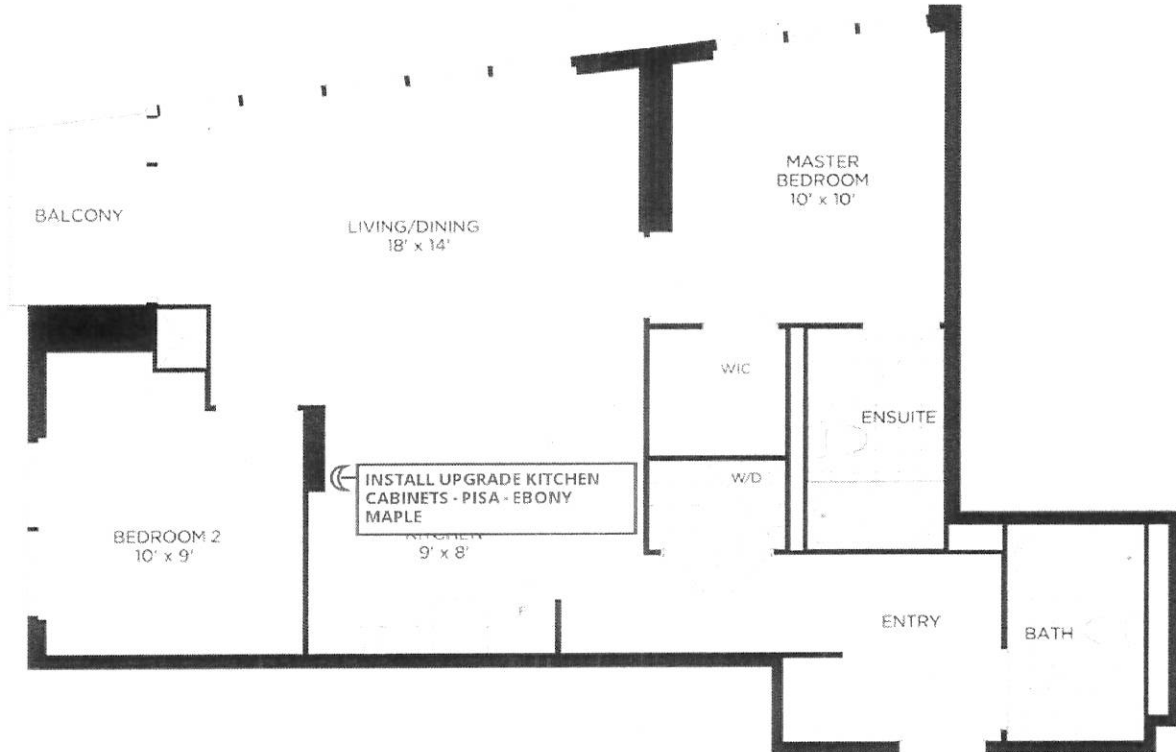 MASTER
BEDROOM
10' x 10'
BALCONY
LIVING/DINING
18' x 14'
WIC
ENSUITE
W/D
INSTALL UPGRADE KITCHEN
CABINETS - PISA - EBONY
MAPLE
KITCHEN
9' x 8'
BEDROOM 2
10' x 9'
F
ENTRY
BATH